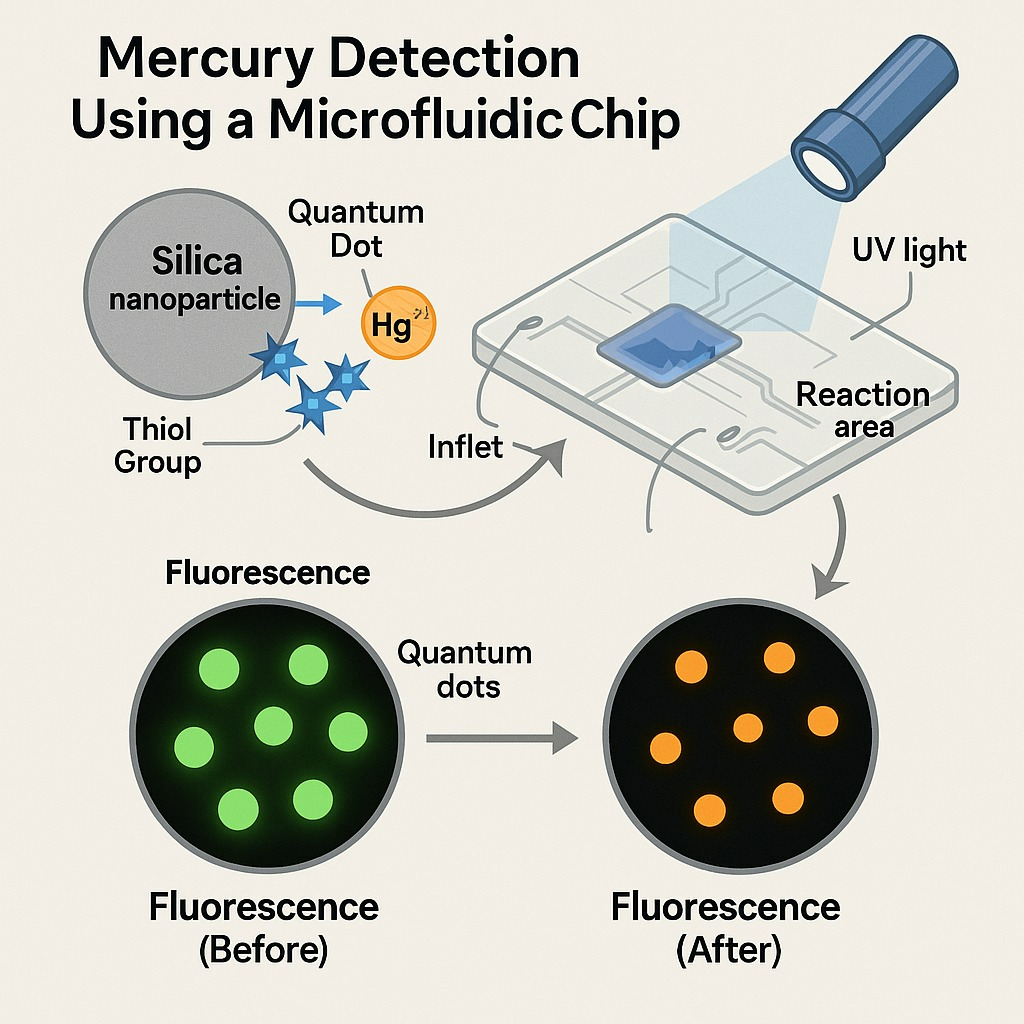 Mercury Detection
Using a Microfluidic Chip
Silica
nanoparticle
Quantum
Dot
Hg
Thiol
Group
Inflet
UV light
Reaction
area
Fluorescence
Quantum
dots
Fluorescence
(Before)
Fluorescence
(After)